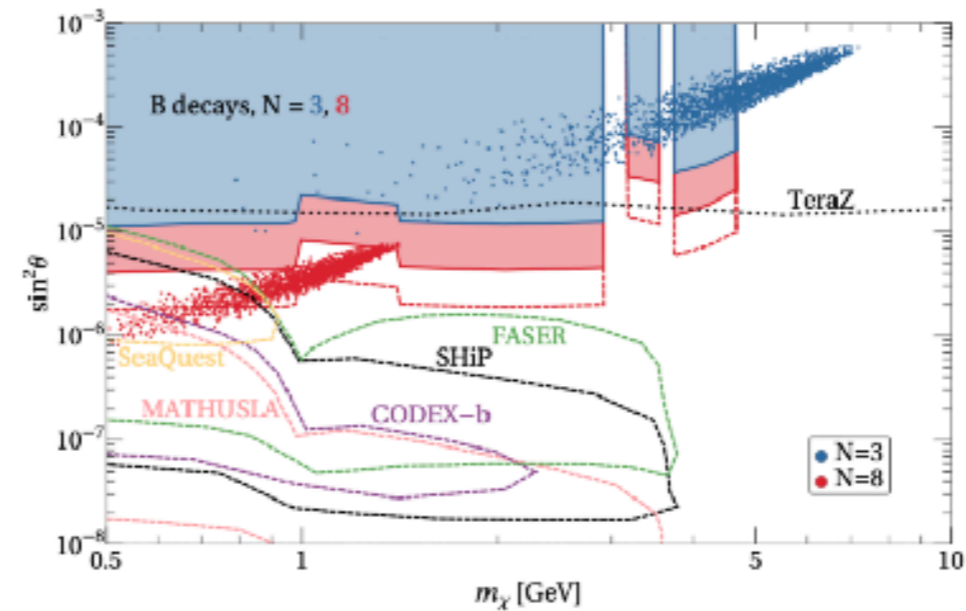 10⁻³
B decays, N = 3, 8
10⁻⁴
TeraZ
10⁻⁵
sin²θ
10⁻⁶
FASER
SHiP
SeaQuest
MATHUSLA
CODEX-b
10⁻⁷
N=3
N=8
10⁻⁸
0.5 1 5 10
mχ [GeV]